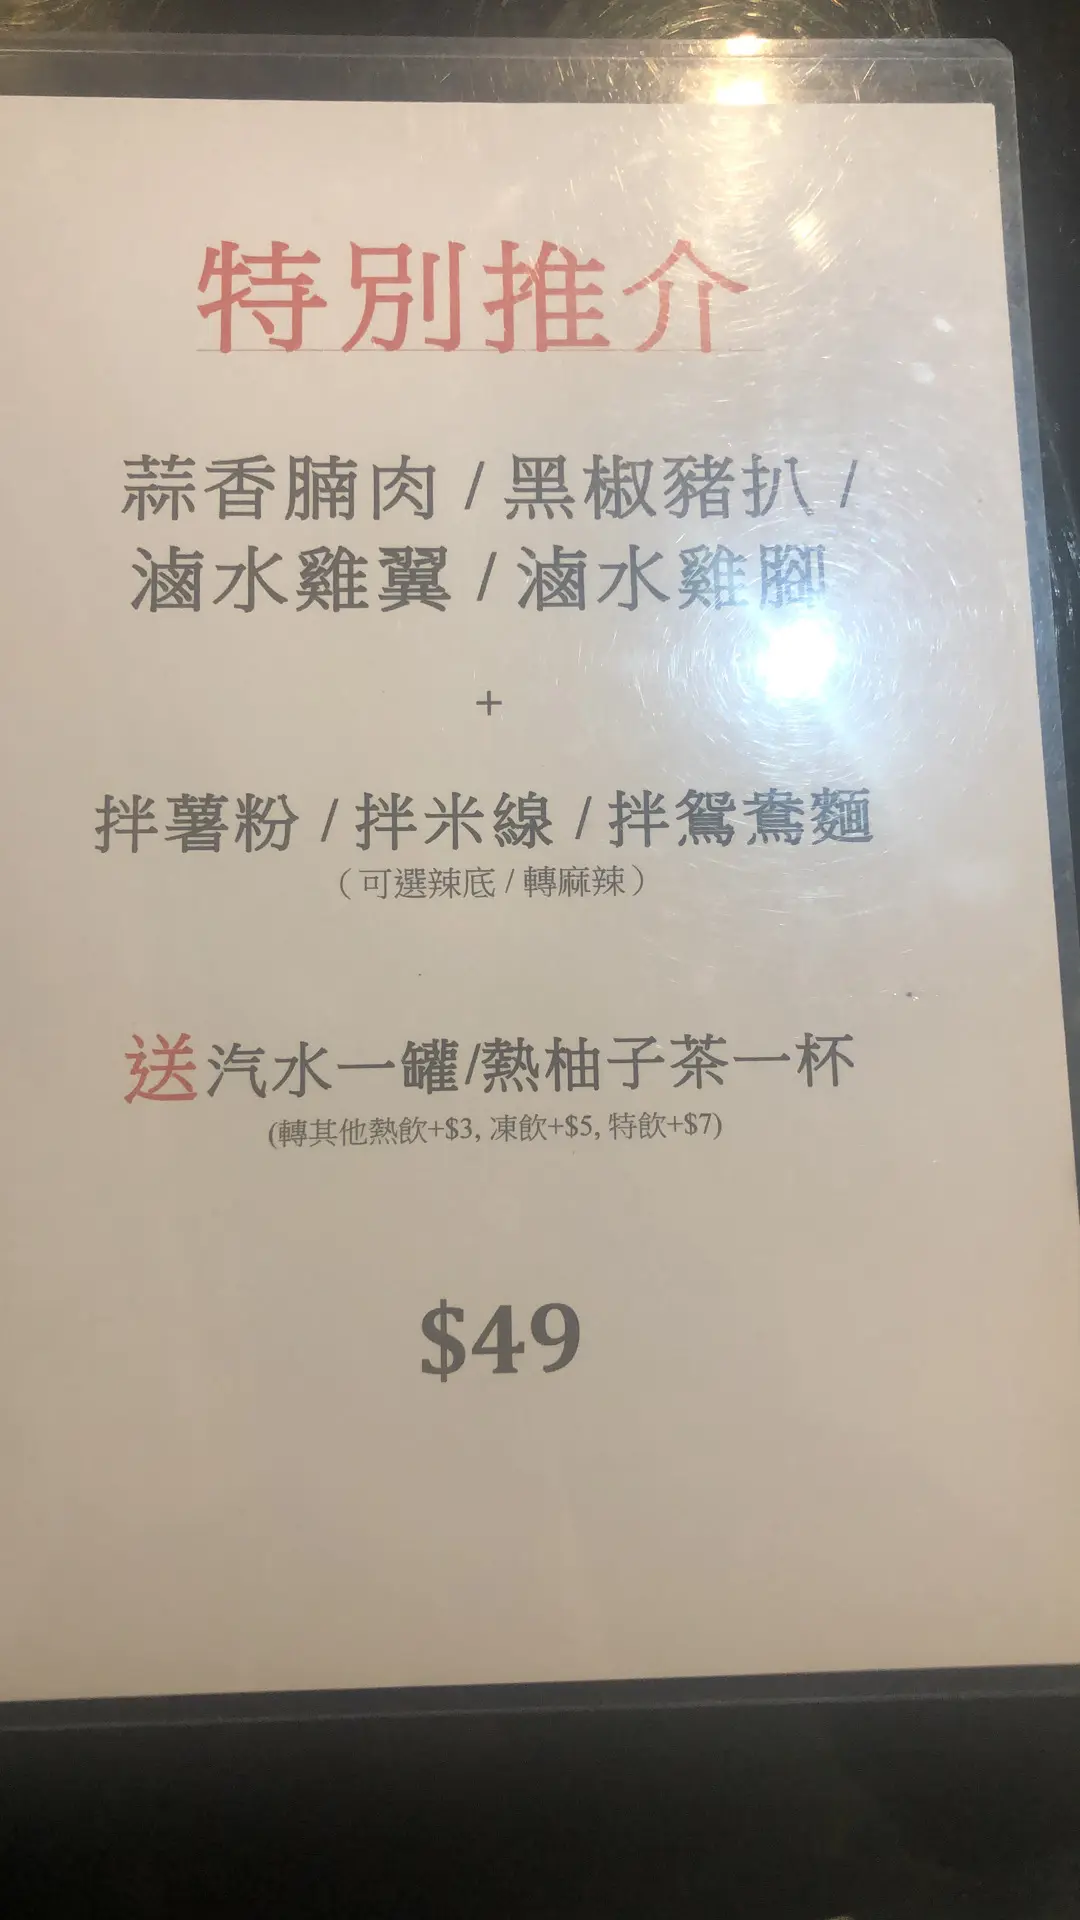 特別推介
蒜香腩肉 / 黑椒豬扒 /
滷水雞翼 / 滷水雞腳
+
拌薯粉 / 拌米線 / 拌鴛鴦麵
（可選辣底 / 轉麻辣）
送汽水一罐/熱柚子茶一杯
(轉其他熱飲+$3, 凍飲+$5, 特飲+$7)
$49